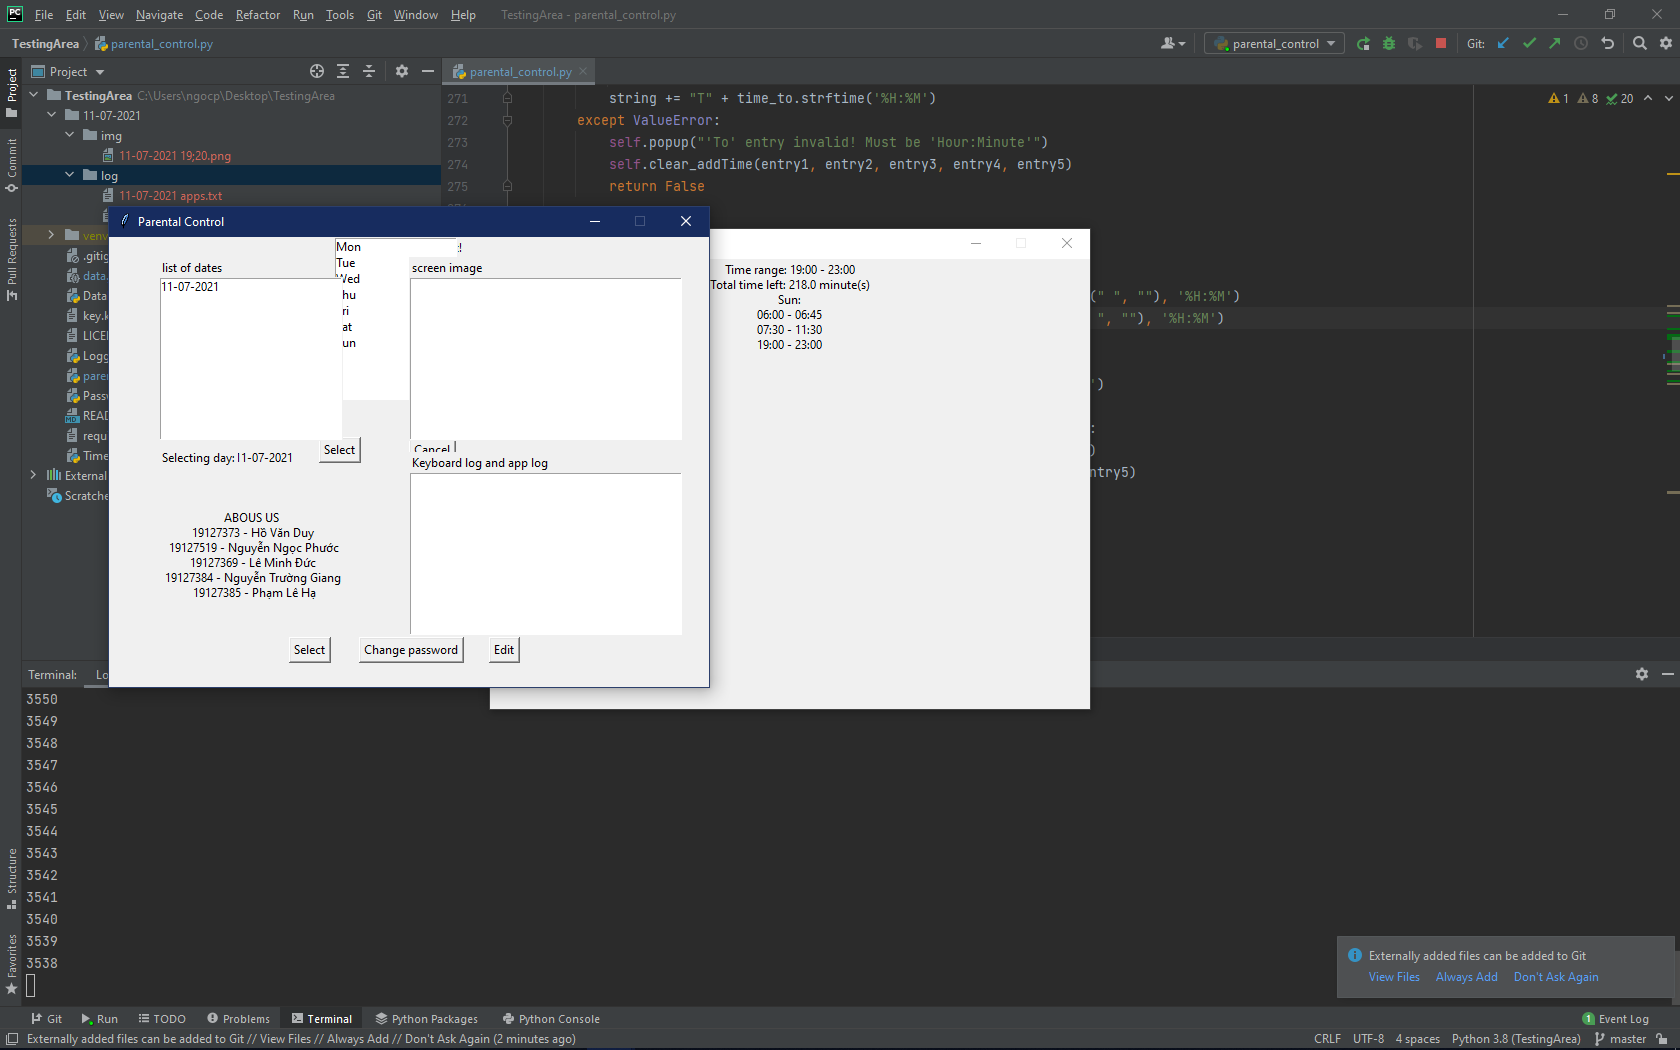 File Edit View Navigate Code Refactor Run Tools Git Window Help TestingArea - parental_control.py
TestingArea parental_control.py
parental_control Git:
Project
parental_control.py
TestingArea C:\Users\ngocp\Desktop\TestingArea
11-07-2021
img
11-07-2021 19;20.png
log
11-07-2021 apps.txt
venv
.gitig
data.
Data
key.k
LICE
Logg
paren
Passw
READ
requ
Time
External
Scratche
Project
Commit
Pull Requests
Structure
Favorites
271 string += "T" + time_to.strftime('%H:%M')
272 except ValueError:
273 self.popup("'To' entry invalid! Must be 'Hour:Minute'")
274 self.clear_addTime(entry1, entry2, entry3, entry4, entry5)
275 return False
1 8 20
(" ", ""), '%H:%M')
", ""), '%H:%M')
')
:
)
ntry5)
Parental Control
Mon
Tue
Wed
hu
ri
at
un
:!
list of dates
11-07-2021
screen image
Select
Cancel
Selecting day: 11-07-2021
Keyboard log and app log
ABOUS US
19127373 - Hồ Văn Duy
19127519 - Nguyễn Ngọc Phước
19127369 - Lê Minh Đức
19127384 - Nguyễn Trường Giang
19127385 - Phạm Lê Hạ
Select Change password Edit
Time range: 19:00 - 23:00
Total time left: 218.0 minute(s)
Sun:
06:00 - 06:45
07:30 - 11:30
19:00 - 23:00
Terminal: Lo
3550
3549
3548
3547
3546
3545
3544
3543
3542
3541
3540
3539
3538
Externally added files can be added to Git
View Files Always Add Don't Ask Again
Git Run TODO Problems Terminal Python Packages Python Console 1 Event Log
Externally added files can be added to Git // View Files // Always Add // Don't Ask Again (2 minutes ago) CRLF UTF-8 4 spaces Python 3.8 (TestingArea) master